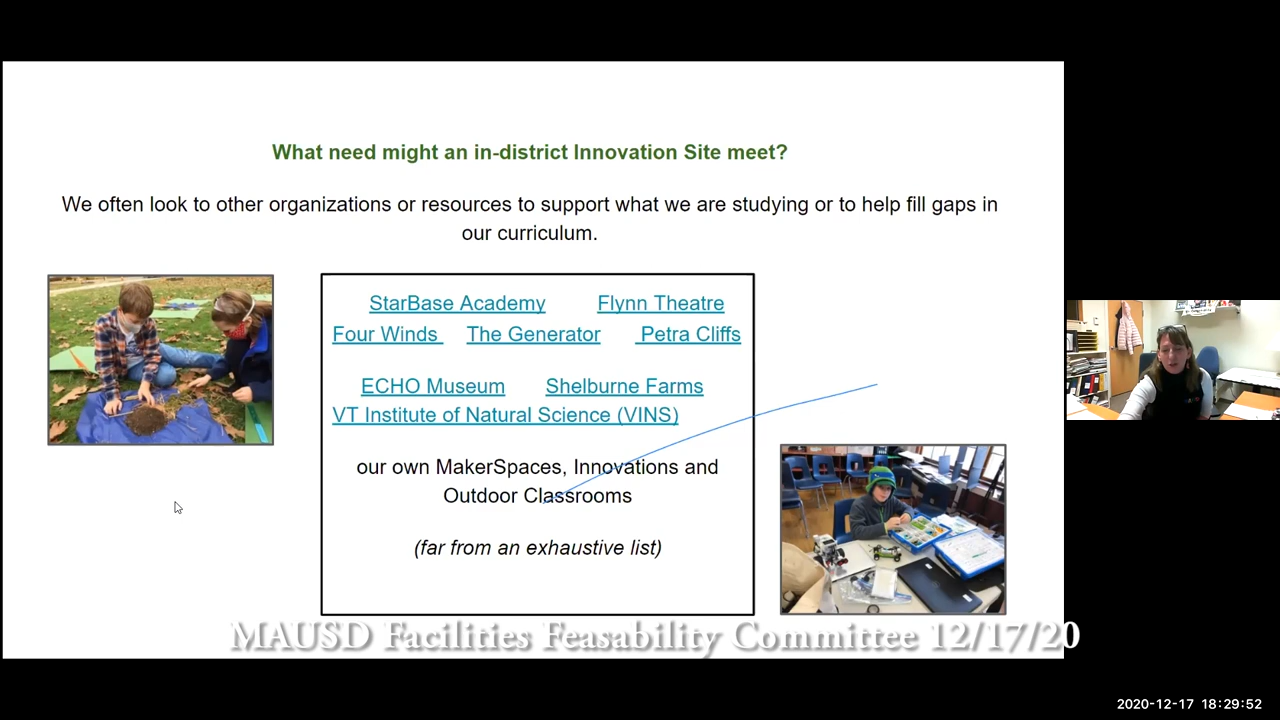 What need might an in-district Innovation Site meet?
We often look to other organizations or resources to support what we are studying or to help fill gaps in
our curriculum.
StarBase Academy Flynn Theatre
Four Winds The Generator Petra Cliffs
ECHO Museum Shelburne Farms
VT Institute of Natural Science (VINS)
our own MakerSpaces, Innovations and
Outdoor Classrooms
(far from an exhaustive list)
MAUSD Facilities Feasability Committee 12/17/20
2020-12-17 18:29:52